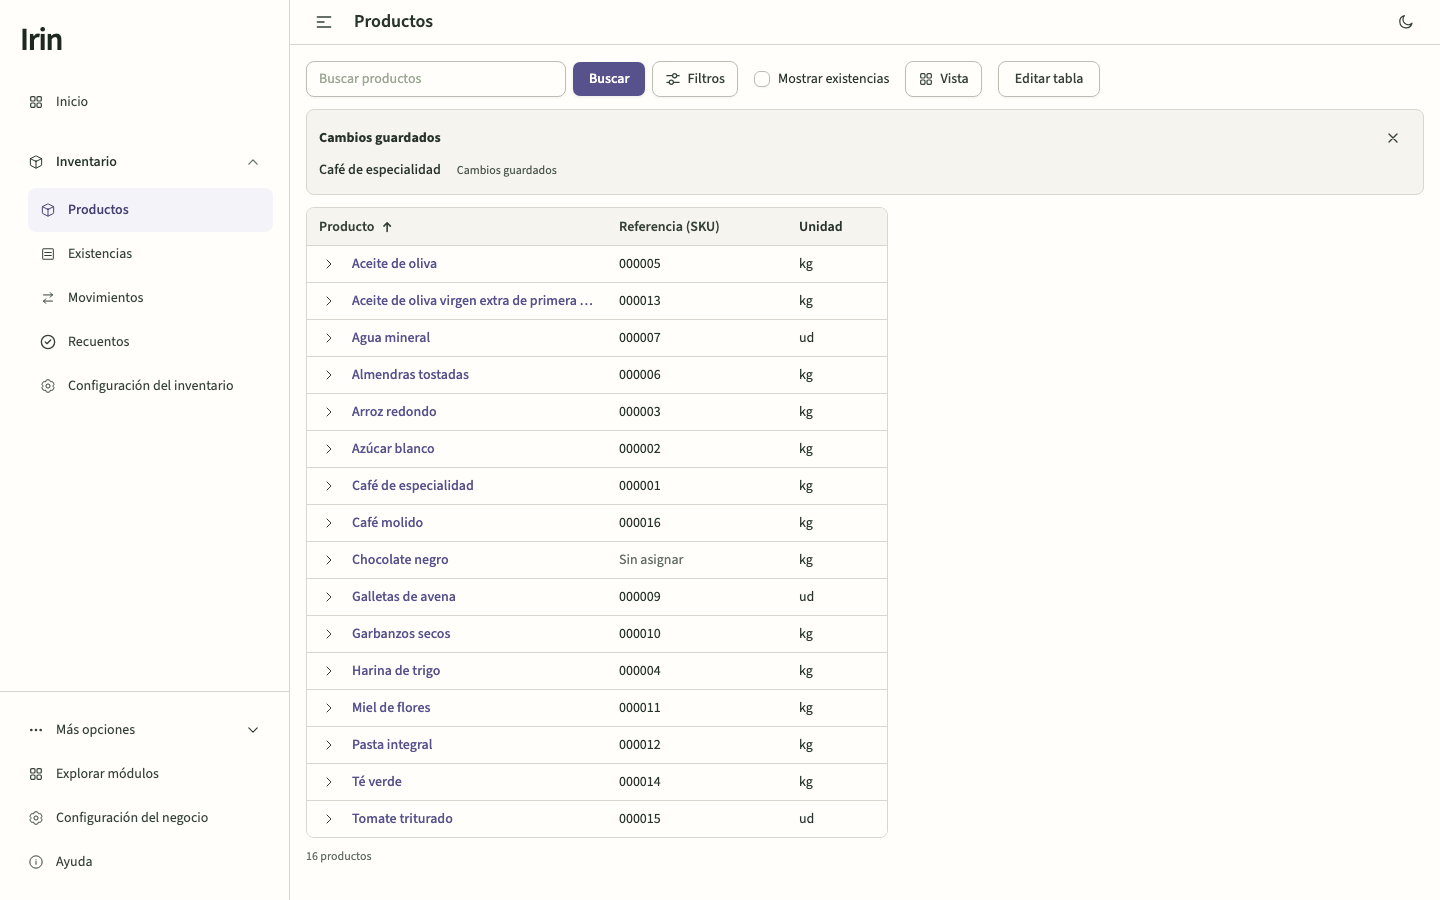 Irin
Productos
Inicio
Inventario
Productos
Existencias
Movimientos
Recuentos
Configuración del inventario
Más opciones
Explorar módulos
Configuración del negocio
Ayuda
Buscar productos
Buscar
Filtros
Mostrar existencias
Vista
Editar tabla
Cambios guardados
Café de especialidad Cambios guardados
Producto Referencia (SKU) Unidad
Aceite de oliva 000005 kg
Aceite de oliva virgen extra de primera ... 000013 kg
Agua mineral 000007 ud
Almendras tostadas 000006 kg
Arroz redondo 000003 kg
Azúcar blanco 000002 kg
Café de especialidad 000001 kg
Café molido 000016 kg
Chocolate negro Sin asignar kg
Galletas de avena 000009 ud
Garbanzos secos 000010 kg
Harina de trigo 000004 kg
Miel de flores 000011 kg
Pasta integral 000012 kg
Té verde 000014 kg
Tomate triturado 000015 ud
16 productos